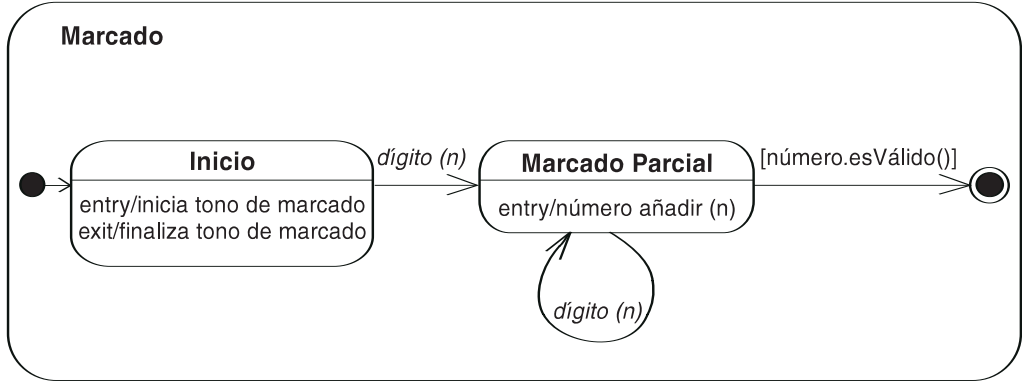 Marcado
Inicio
entry/inicia tono de marcado
exit/finaliza tono de marcado
dígito (n)
Marcado Parcial
entry/número añadir (n)
[número.esVálido()]
dígito (n)